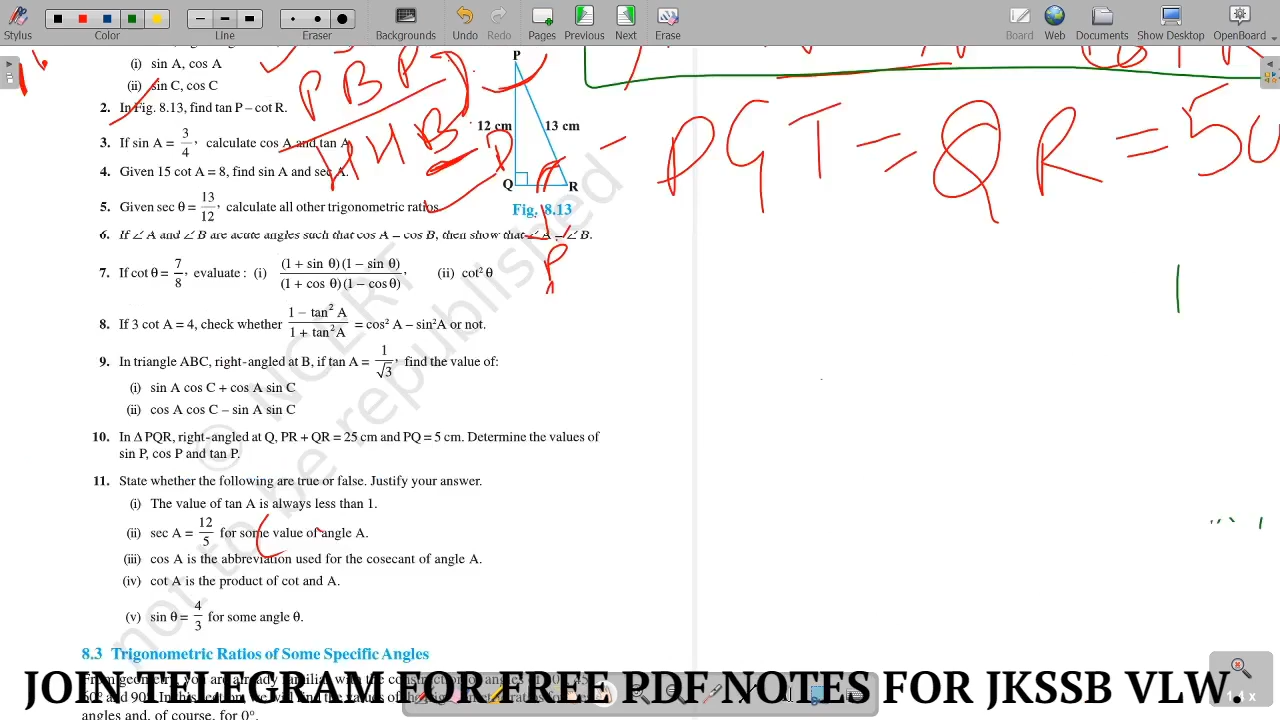 Stylus
Color
Line
Eraser
Backgrounds
Undo
Redo
Previous
Next
Erase
Board
Web
Documents
Show Desktop
OpenBoard
(i) sin A, cos A
(ii) sin C, cos C
2. In Fig. 8.13, find tan P – cot R.
3. If sin A = 3/4, calculate cos A and tan A.
4. Given 15 cot A = 8, find sin A and sec A.
5. Given sec θ = 13/12, calculate all other trigonometric ratios.
6. If ∠ A and ∠ B are acute angles such that cos A = cos B, then show that ∠ A = ∠ B.
7. If cot θ = 7/8, evaluate : (i) (1 + sin θ)(1 – sin θ)/(1 + cos θ)(1 – cos θ), (ii) cot² θ
8. If 3 cot A = 4, check whether 1 – tan² A/1 + tan² A = cos² A – sin²A or not.
9. In triangle ABC, right-angled at B, if tan A = 1/√3, find the value of:
(i) sin A cos C + cos A sin C
(ii) cos A cos C – sin A sin C
10. In Δ PQR, right-angled at Q, PR + QR = 25 cm and PQ = 5 cm. Determine the values of
sin P, cos P and tan P.
11. State whether the following are true or false. Justify your answer.
(i) The value of tan A is always less than 1.
(ii) sec A = 12/5 for some value of angle A.
(iii) cos A is the abbreviation used for the cosecant of angle A.
(iv) cot A is the product of cot and A.
(v) sin θ = 4/3 for some angle θ.
8.3 Trigonometric Ratios of Some Specific Angles
P
12 cm
13 cm
Q
R
Fig. 8.13
P B P
H H B
P
P
PGT = QR = 50
© NCERT
not to be republished
JOIN TELEGRAM FOR FREE PDF NOTES FOR JKSSB VLW.